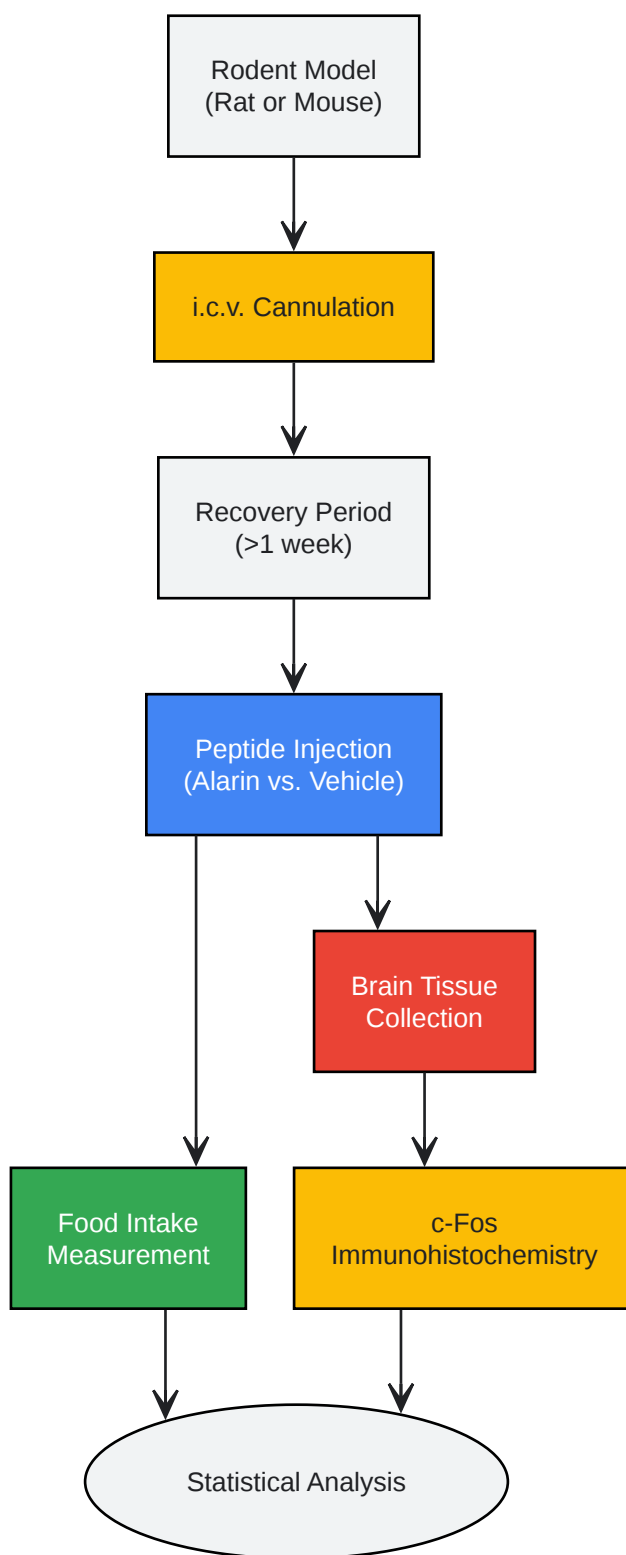 Rodent Model
(Rat or Mouse)
i.c.v. Cannulation
Recovery Period
(>1 week)
Peptide Injection
(Alarin vs. Vehicle)
Brain Tissue
Collection
Food Intake
Measurement
c-Fos
Immunohistochemistry
Statistical Analysis